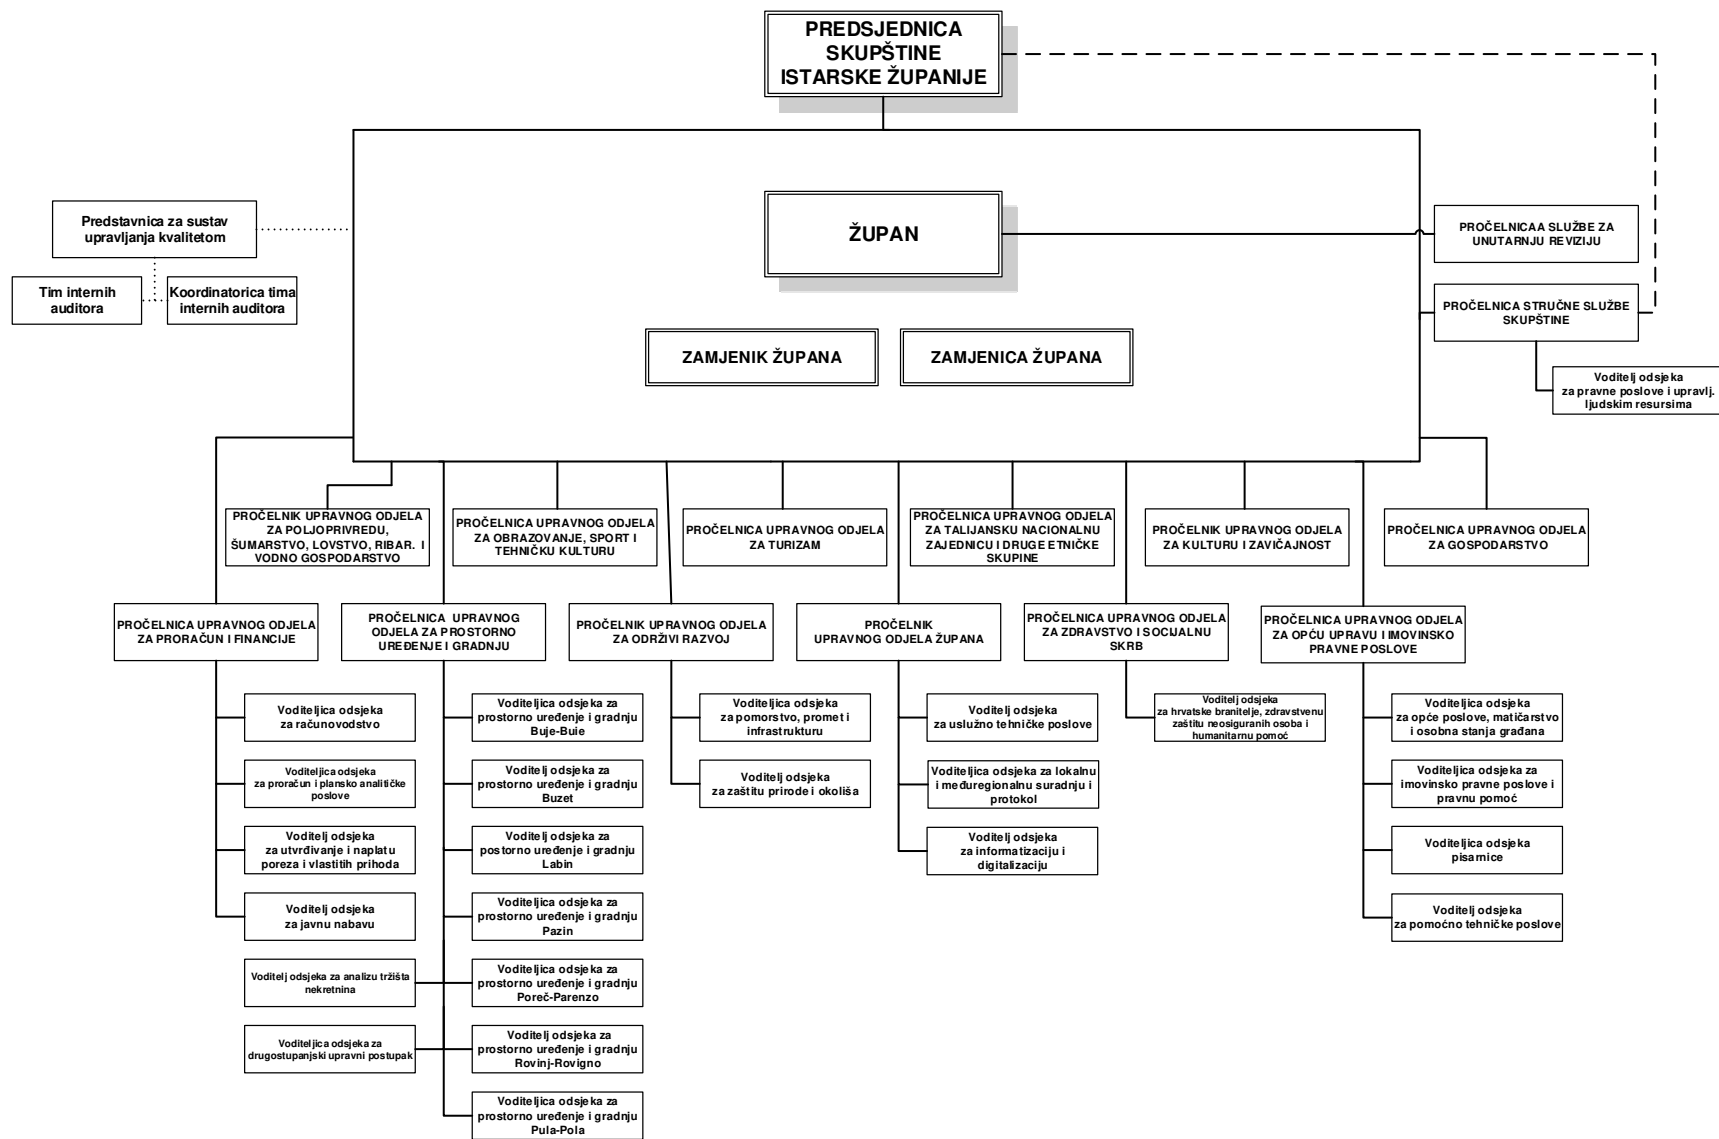 PREDSJEDNICA
SKUPŠTINE
ISTARSKE ŽUPANIJE
Predstavnica za sustav
upravljanja kvalitetom
Tim internih
auditora
Koordinatorica tima
internih auditora
ŽUPAN
ZAMJENIK ŽUPANA
ZAMJENICA ŽUPANA
PROČELNICAA SLUŽBE ZA
UNUTARNJU REVIZIJU
PROČELNICA STRUČNE SLUŽBE
SKUPŠTINE
Voditelj odsjeka
za pravne poslove i upravlj.
ljudskim resursima
PROČELNIK UPRAVNOG ODJELA
ZA POLJOPRIVREDU,
ŠUMARSTVO, LOVSTVO, RIBAR. I
VODNO GOSPODARSTVO
PROČELNICA UPRAVNOG ODJELA
ZA OBRAZOVANJE, SPORT I
TEHNIČKU KULTURU
PROČELNICA UPRAVNOG ODJELA
ZA TURIZAM
PROČELNICA UPRAVNOG ODJELA
ZA TALIJANSKU NACIONALNU
ZAJEDNICU I DRUGE ETNIČKE
SKUPINE
PROČELNIK UPRAVNOG ODJELA
ZA KULTURU I ZAVIČAJNOST
PROČELNICA UPRAVNOG ODJELA
ZA GOSPODARSTVO
PROČELNICA UPRAVNOG ODJELA
ZA PRORAČUN I FINANCIJE
PROČELNICA UPRAVNOG
ODJELA ZA PROSTORNO
UREĐENJE I GRADNJU
PROČELNIK UPRAVNOG ODJELA
ZA ODRŽIVI RAZVOJ
PROČELNIK
UPRAVNOG ODJELA ŽUPANA
PROČELNICA UPRAVNOG ODJELA
ZA ZDRAVSTVO I SOCIJALNU
SKRB
PROČELNICA UPRAVNOG ODJELA
ZA OPĆU UPRAVU I IMOVINSKO
PRAVNE POSLOVE
Voditeljica odsjeka
za računovodstvo
Voditeljica odsjeka
za proračun i plansko analitičke
poslove
Voditelj odsjeka
za utvrđivanje i naplatu
poreza i vlastitih prihoda
Voditelj odsjeka
za javnu nabavu
Voditelj odsjeka za analizu tržišta
nekretnina
Voditeljica odsjeka za
drugostupanjski upravni postupak
Voditeljica odsjeka za
prostorno uređenje i gradnju
Buje-Buie
Voditelj odsjeka za
prostorno uređenje i gradnju
Buzet
Voditelj odsjeka za
postorno uređenje i gradnju
Labin
Voditeljica odsjeka za
prostorno uređenje i gradnju
Pazin
Voditeljica odsjeka za
prostorno uređenje i gradnju
Poreč-Parenzo
Voditelj odsjeka za
prostorno uređenje i gradnju
Rovinj-Rovigno
Voditeljica odsjeka za
prostorno uređenje i gradnju
Pula-Pola
Voditeljica odsjeka
za pomorstvo, promet i
infrastrukturu
Voditelj odsjeka
za zaštitu prirode i okoliša
Voditelj odsjeka
za uslužno tehničke poslove
Voditeljica odsjeka za lokalnu
i međuregionalnu suradnju i
protokol
Voditelj odsjeka
za informatizaciju i
digitalizaciju
Voditelj odsjeka
za hrvatske branitelje, zdravstvenu
zaštitu neosiguranih osoba i
humanitarnu pomoć
Voditeljica odsjeka
za opće poslove, matičarstvo
i osobna stanja građana
Voditeljica odsjeka za
imovinsko pravne poslove i
pravnu pomoć
Voditeljica odsjeka
pisarnice
Voditelj odsjeka
za pomoćno tehničke poslove